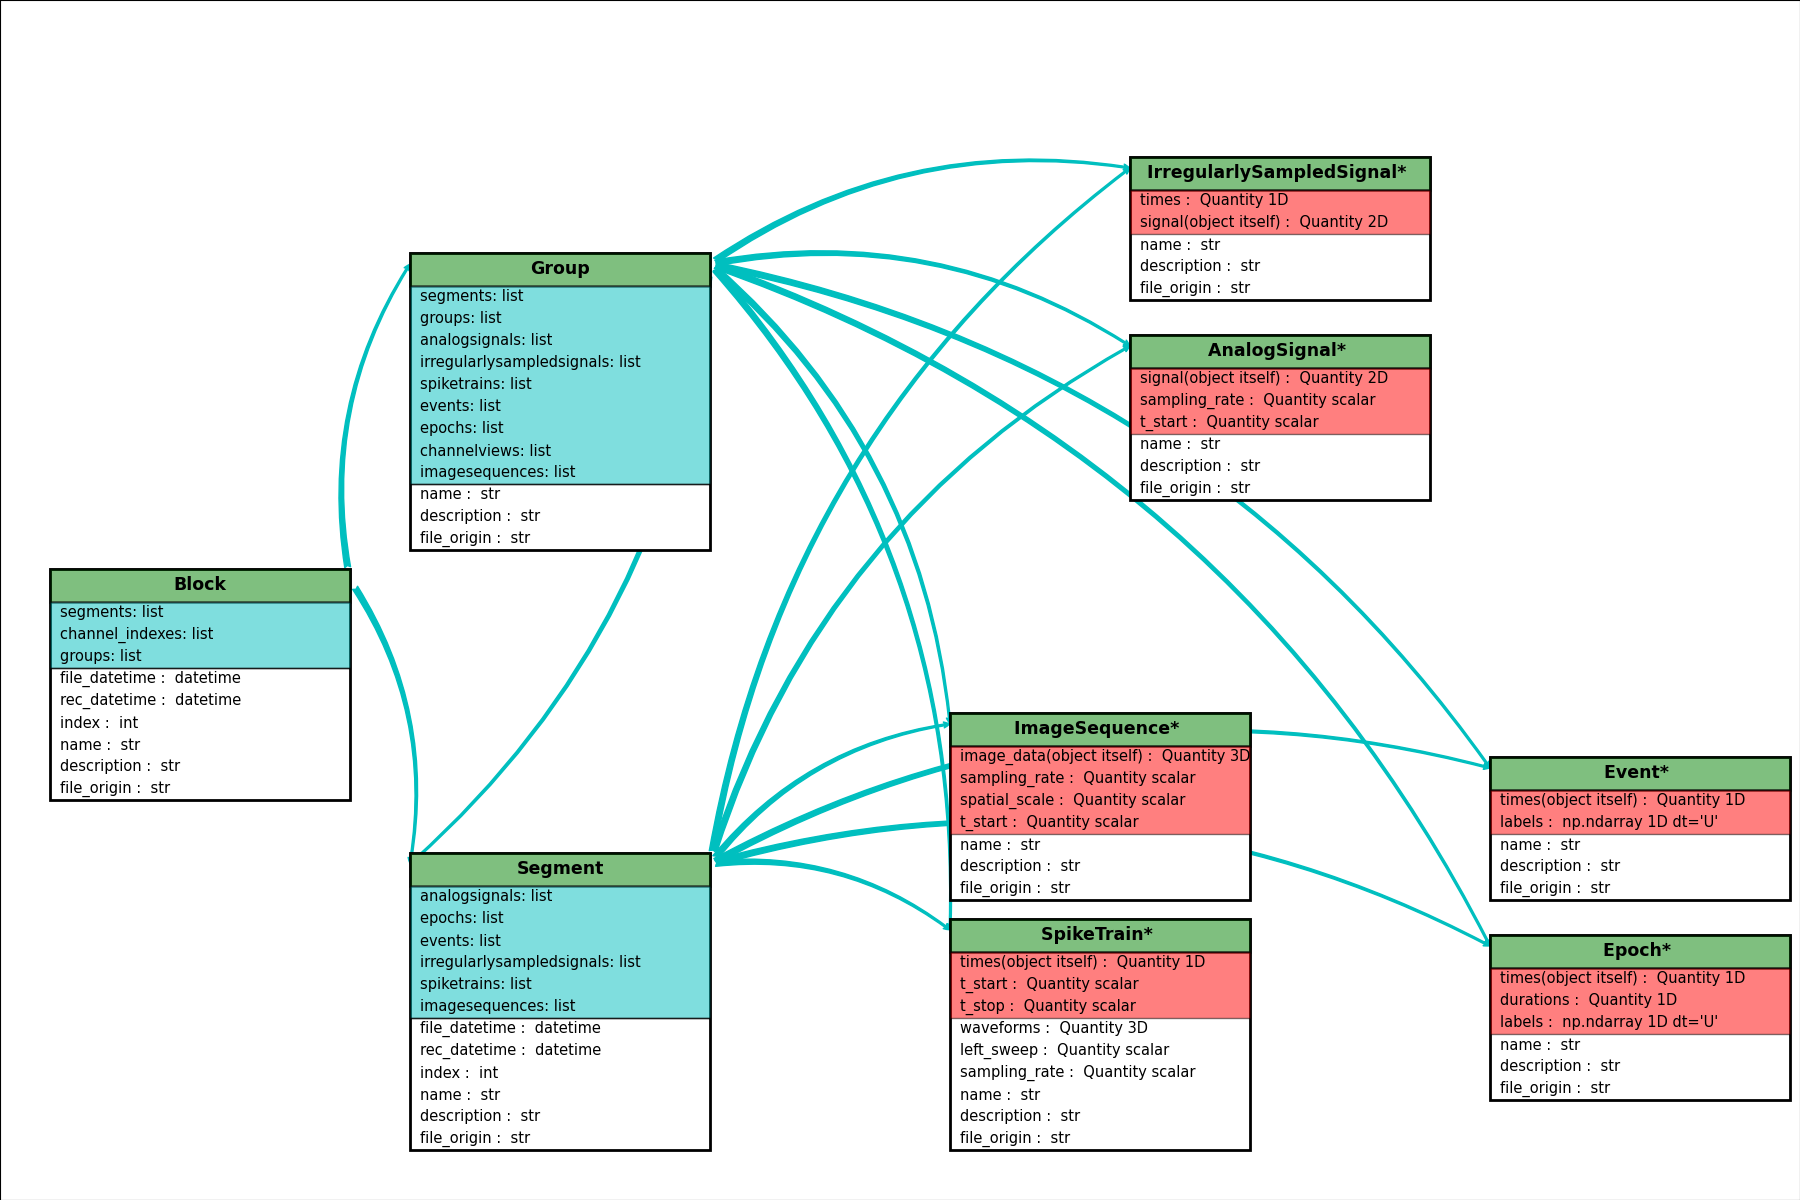 Block
segments: list
channel_indexes: list
groups: list
file_datetime :  datetime
rec_datetime :  datetime
index :  int
name :  str
description :  str
file_origin :  str
Group
segments: list
groups: list
analogsignals: list
irregularlysampledsignals: list
spiketrains: list
events: list
epochs: list
channelviews: list
imagesequences: list
name :  str
description :  str
file_origin :  str
Segment
analogsignals: list
epochs: list
events: list
irregularlysampledsignals: list
spiketrains: list
imagesequences: list
file_datetime :  datetime
rec_datetime :  datetime
index :  int
name :  str
description :  str
file_origin :  str
IrregularlySampledSignal*
times :  Quantity 1D
signal(object itself) :  Quantity 2D
name :  str
description :  str
file_origin :  str
AnalogSignal*
signal(object itself) :  Quantity 2D
sampling_rate :  Quantity scalar
t_start :  Quantity scalar
name :  str
description :  str
file_origin :  str
ImageSequence*
image_data(object itself) :  Quantity 3D
sampling_rate :  Quantity scalar
spatial_scale :  Quantity scalar
t_start :  Quantity scalar
name :  str
description :  str
file_origin :  str
SpikeTrain*
times(object itself) :  Quantity 1D
t_start :  Quantity scalar
t_stop :  Quantity scalar
waveforms :  Quantity 3D
left_sweep :  Quantity scalar
sampling_rate :  Quantity scalar
name :  str
description :  str
file_origin :  str
Event*
times(object itself) :  Quantity 1D
labels :  np.ndarray 1D dt='U'
name :  str
description :  str
file_origin :  str
Epoch*
times(object itself) :  Quantity 1D
durations :  Quantity 1D
labels :  np.ndarray 1D dt='U'
name :  str
description :  str
file_origin :  str